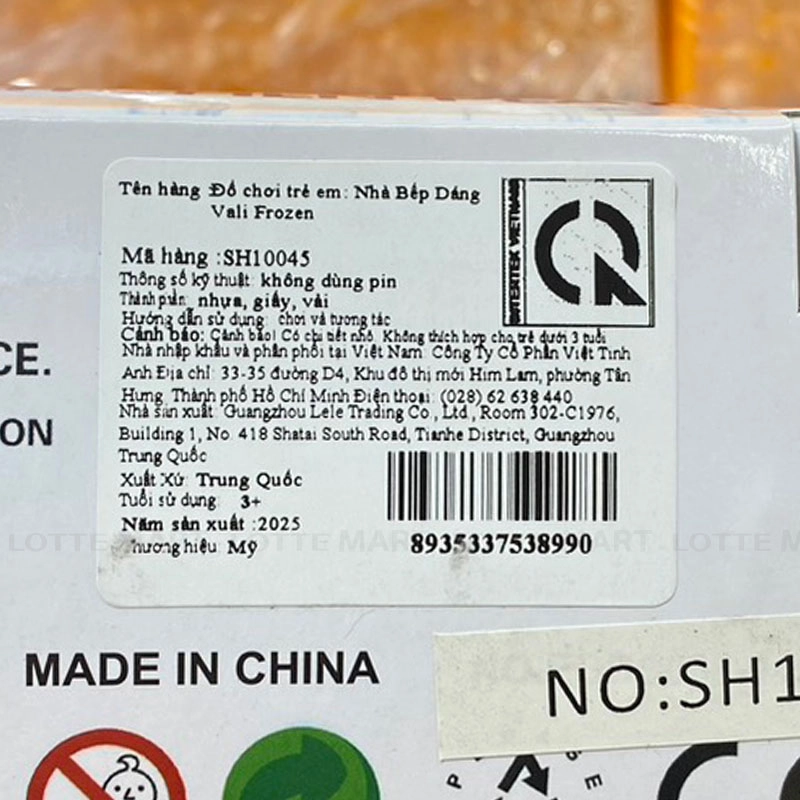 Tên hàng Đồ chơi trẻ em: Nhà Bếp Dáng
Vali Frozen
INTERTEK VIETNAM
CR
Mã hàng :SH10045
Thông số kỹ thuật: không dùng pin
Thành phần: nhựa, giấy, vải
Hướng dẫn sử dụng: chơi và tương tác
Cảnh báo: Cảnh báo! Có chi tiết nhỏ. Không thích hợp cho trẻ dưới 3 tuổi
Nhà nhập khẩu và phân phối tại Việt Nam: Công Ty Cổ Phần Việt Tinh
Anh Địa chỉ: 33-35 đường D4, Khu đô thị mới Him Lam, phường Tân
Hưng, Thành phố Hồ Chí Minh Điện thoại: (028) 62 638 440
Nhà sản xuất: Guangzhou Lele Trading Co., Ltd., Room 302-C1976,
Building 1, No. 418 Shatai South Road, Tianhe District, Guangzhou
Trung Quốc
Xuất Xứ: Trung Quốc
Tuổi sử dụng: 3+
Năm sản xuất :2025
Thương hiệu: Mỹ
8935337538990
CE.
ON
LOTTE MART LOTTE MART LOTTE M
MADE IN CHINA
NO:SH1